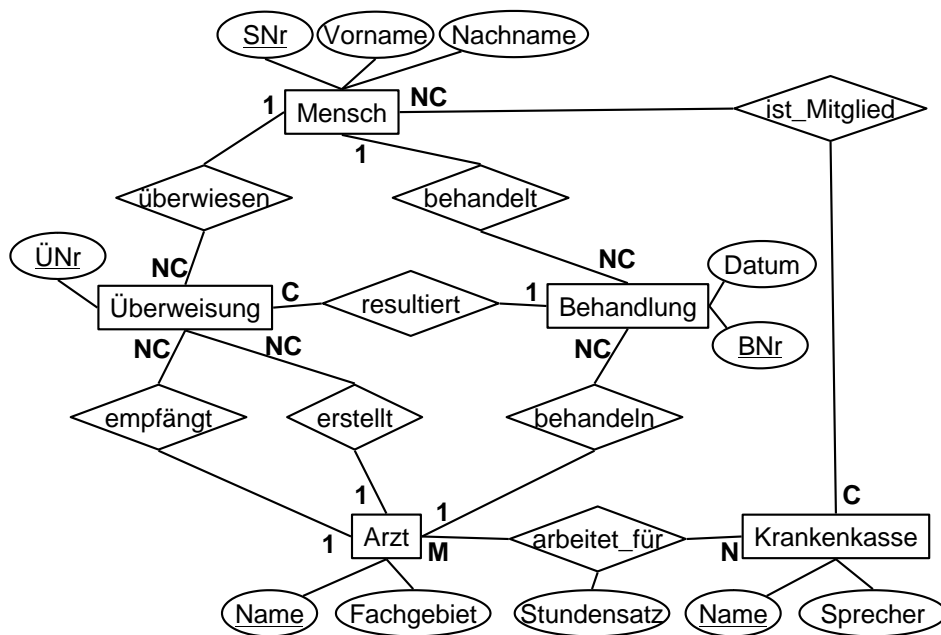 SNr Vorname Nachname
1 Mensch NC ist_Mitglied
1
überwiesen behandelt
ÜNr NC NC Datum
Überweisung C resultiert 1 Behandlung
NC NC NC BNr
empfängt erstellt behandeln
1 1 C
1 Arzt M arbeitet_für N Krankenkasse
Name Fachgebiet Stundensatz Name Sprecher